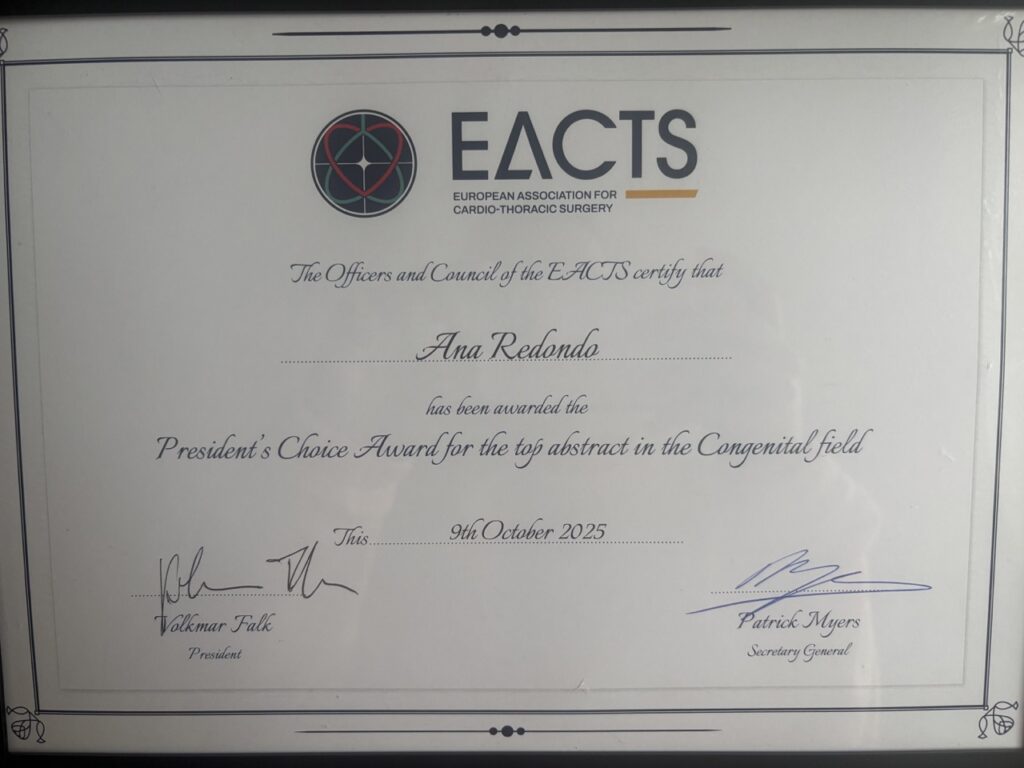 EACTS
EUROPEAN ASSOCIATION FOR
CARDIO-THORACIC SURGERY
The Officers and Council of the EACTS certify that
Ana Redondo
has been awarded the
President's Choice Award for the top abstract in the Congenital field
This 9th October 2025
Volkmar Falk
President
Patrick Myers
Secretary General